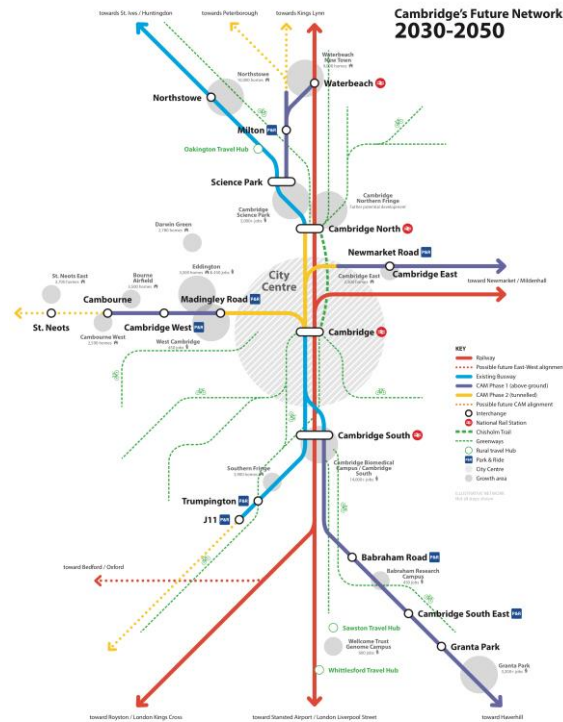 Cambridge's Future Network
2030-2050
towards St. Ives / Huntingdon
towards Peterborough
towards Kings Lynn
Waterbeach
New Town
Waterbeach
Northstowe
10,000 homes
Northstowe
Milton P&R
Oakington Travel Hub
Science Park
Cambridge
Science Park
Cambridge
Northern Fringe
Cambridge North
Darwin Green
Newmarket Road P&R
Cambridge East
Cambridge East
toward Newmarket / Mildenhall
Eddington
City
Centre
St. Neots East
Bourne
Airfield
Cambourne
Madingley Road P&R
St. Neots
Cambridge West P&R
Cambourne West
West Cambridge
Cambridge
KEY
Railway
Possible future East-West alignment
Existing Busway
CAM Phase 1 (above ground)
CAM Phase 2 (tunnelled)
Possible future CAM alignment
Interchange
National Rail Station
Chisholm Trail
Greenways
Rural travel Hub
P&R Park & Ride
City Centre
Growth area
Cambridge South
Cambridge Biomedical
Campus / Cambridge
South
Southern Fringe
Trumpington P&R
J11 P&R
toward Bedford / Oxford
Babraham Road P&R
Babraham Research
Campus
Cambridge South East P&R
Sawston Travel Hub
Wellcome Trust
Genome Campus
Granta Park
Whittlesford Travel Hub
Granta Park
toward Royston / London Kings Cross
toward Stansted Airport / London Liverpool Street
toward Haverhill